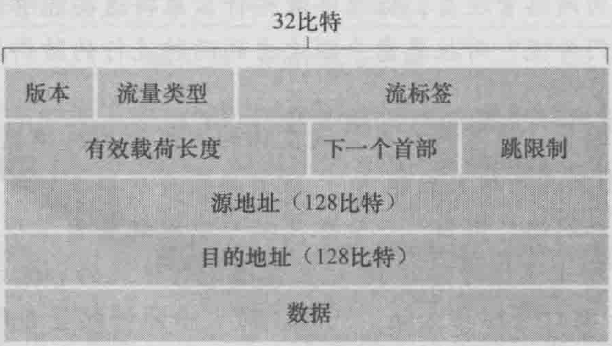 32比特
版本 流量类型 流标签
有效载荷长度 下一个首部 跳限制
源地址（128比特）
目的地址（128比特）
数据